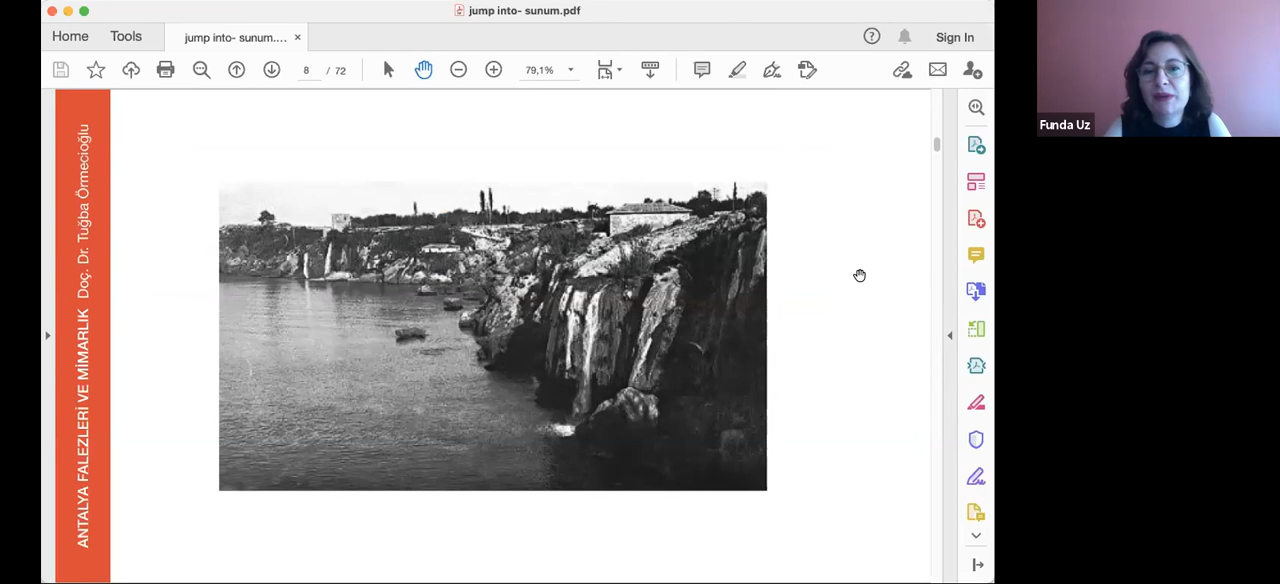 jump into- sunum.pdf
Home
Tools
jump into- sunum.... ×
Sign In
8 / 72
79,1%
ANTALYA FALEZLERİ VE MİMARLIK Doç. Dr. Tuğba Örmecioğlu
Funda Uz